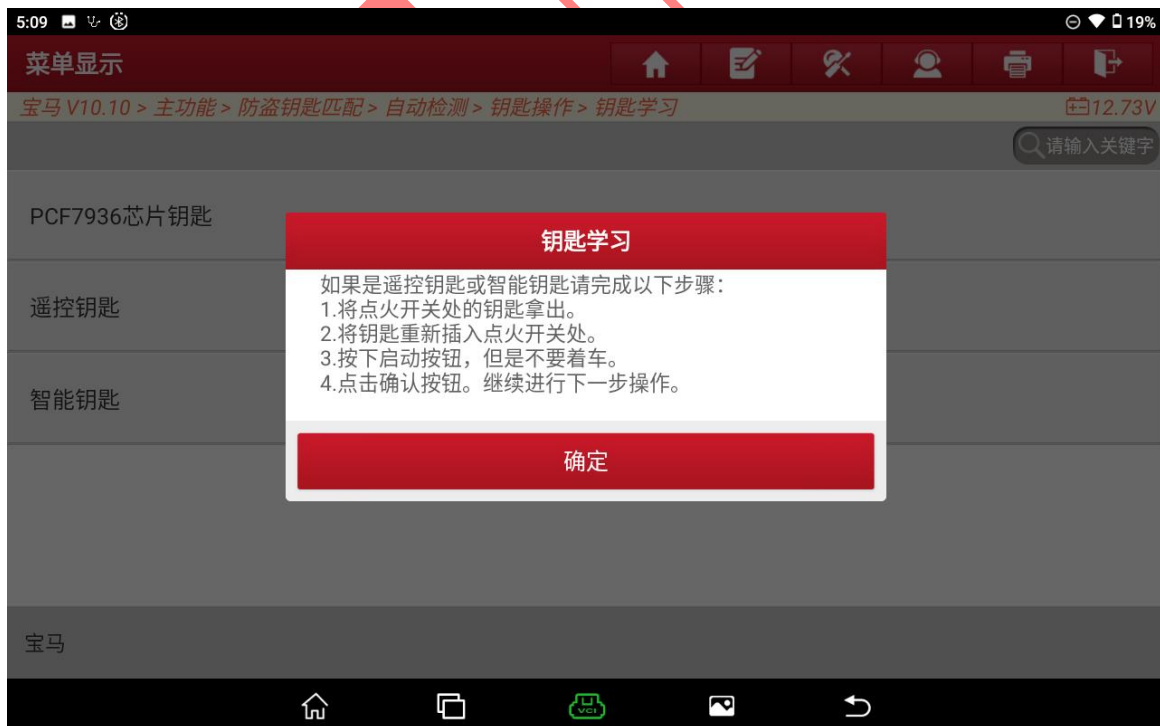 5:09
19%
菜单显示
宝马 V10.10 > 主功能 > 防盗钥匙匹配 > 自动检测 > 钥匙操作 > 钥匙学习
12.73V
请输入关键字
PCF7936芯片钥匙
遥控钥匙
智能钥匙
钥匙学习
如果是遥控钥匙或智能钥匙请完成以下步骤：
1.将点火开关处的钥匙拿出。
2.将钥匙重新插入点火开关处。
3.按下启动按钮，但是不要着车。
4.点击确认按钮。继续进行下一步操作。
确定
宝马
VCI